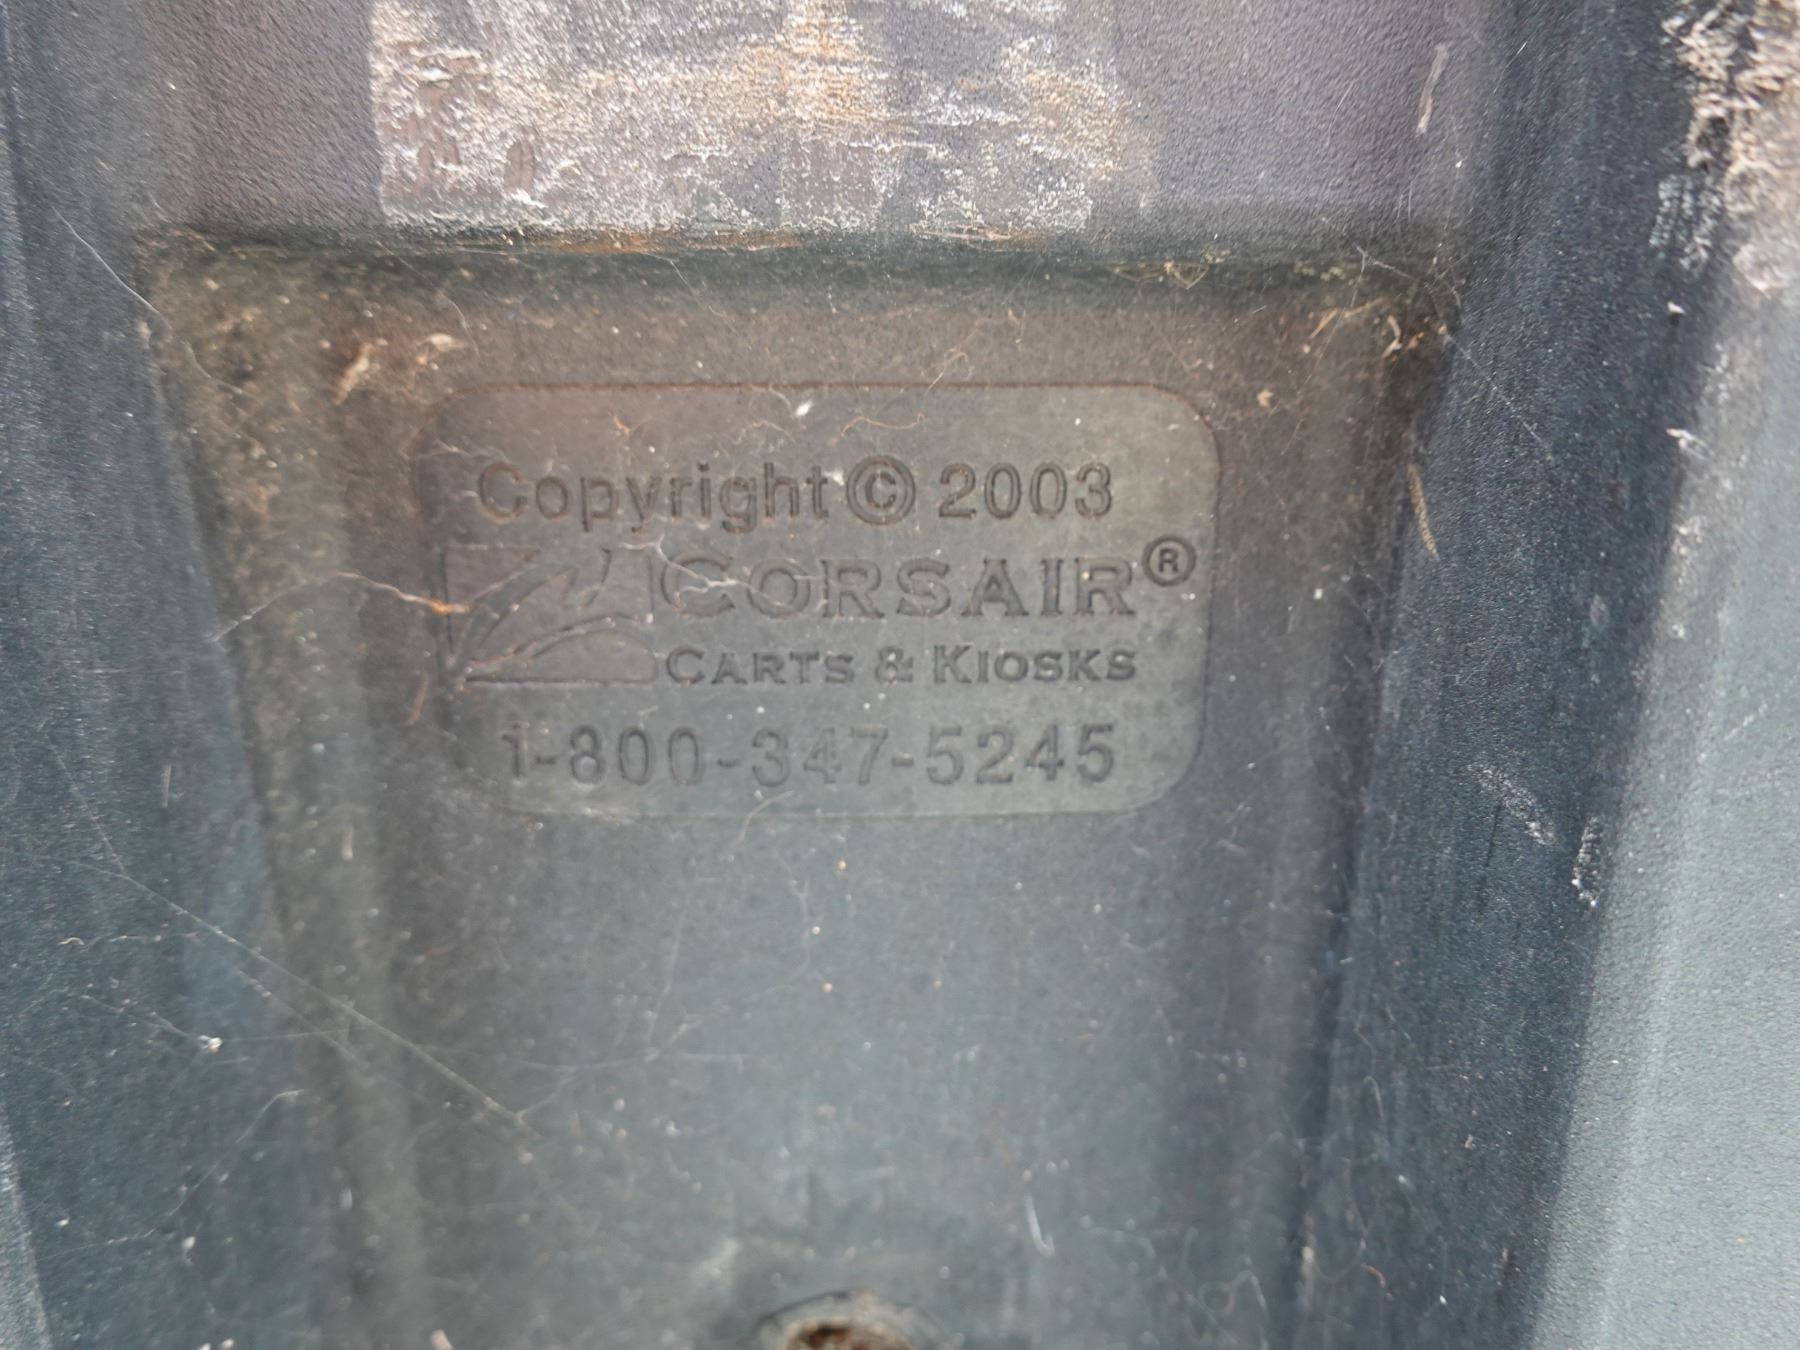 Copyright © 2003
CORSAIR®
CARTS & KIOSKS
1-800-347-5245